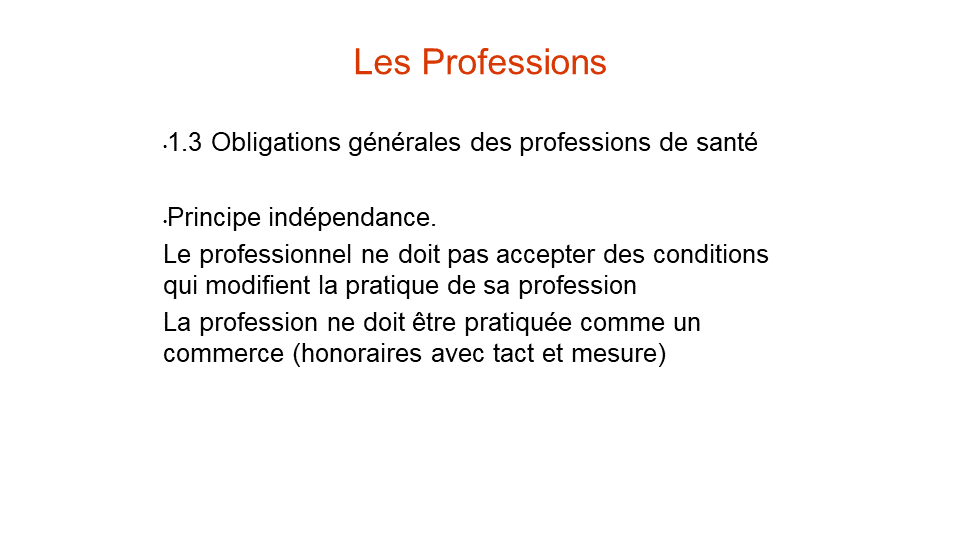 Les Professions
•1.3 Obligations générales des professions de santé
•Principe indépendance.
Le professionnel ne doit pas accepter des conditions
qui modifient la pratique de sa profession
La profession ne doit être pratiquée comme un
commerce (honoraires avec tact et mesure)